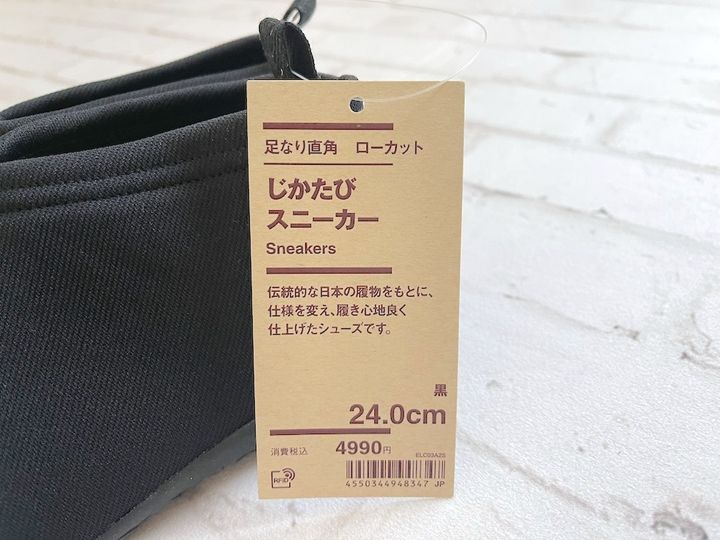 足なり直角　ローカット
じかたび
スニーカー
Sneakers
伝統的な日本の履物をもとに、
仕様を変え、履き心地良く
仕上げたシューズです。
黒
24.0cm
消費税込 4990円
ELC03A2S
4550344948347 JP
RFID